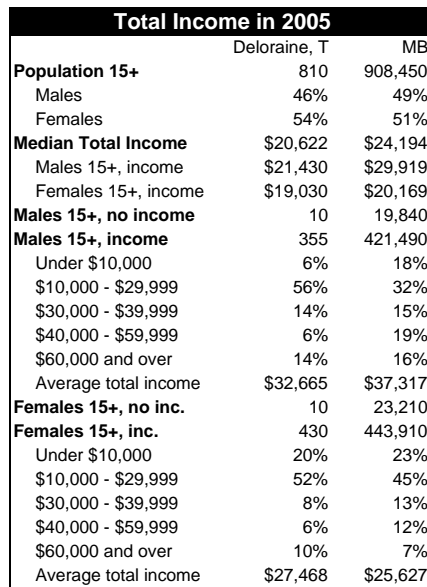 Total Income in 2005
Deloraine, T MB
Population 15+ 810 908,450
Males 46% 49%
Females 54% 51%
Median Total Income $20,622 $24,194
Males 15+, income $21,430 $29,919
Females 15+, income $19,030 $20,169
Males 15+, no income 10 19,840
Males 15+, income 355 421,490
Under $10,000 6% 18%
$10,000 - $29,999 56% 32%
$30,000 - $39,999 14% 15%
$40,000 - $59,999 6% 19%
$60,000 and over 14% 16%
Average total income $32,665 $37,317
Females 15+, no inc. 10 23,210
Females 15+, inc. 430 443,910
Under $10,000 20% 23%
$10,000 - $29,999 52% 45%
$30,000 - $39,999 8% 13%
$40,000 - $59,999 6% 12%
$60,000 and over 10% 7%
Average total income $27,468 $25,627